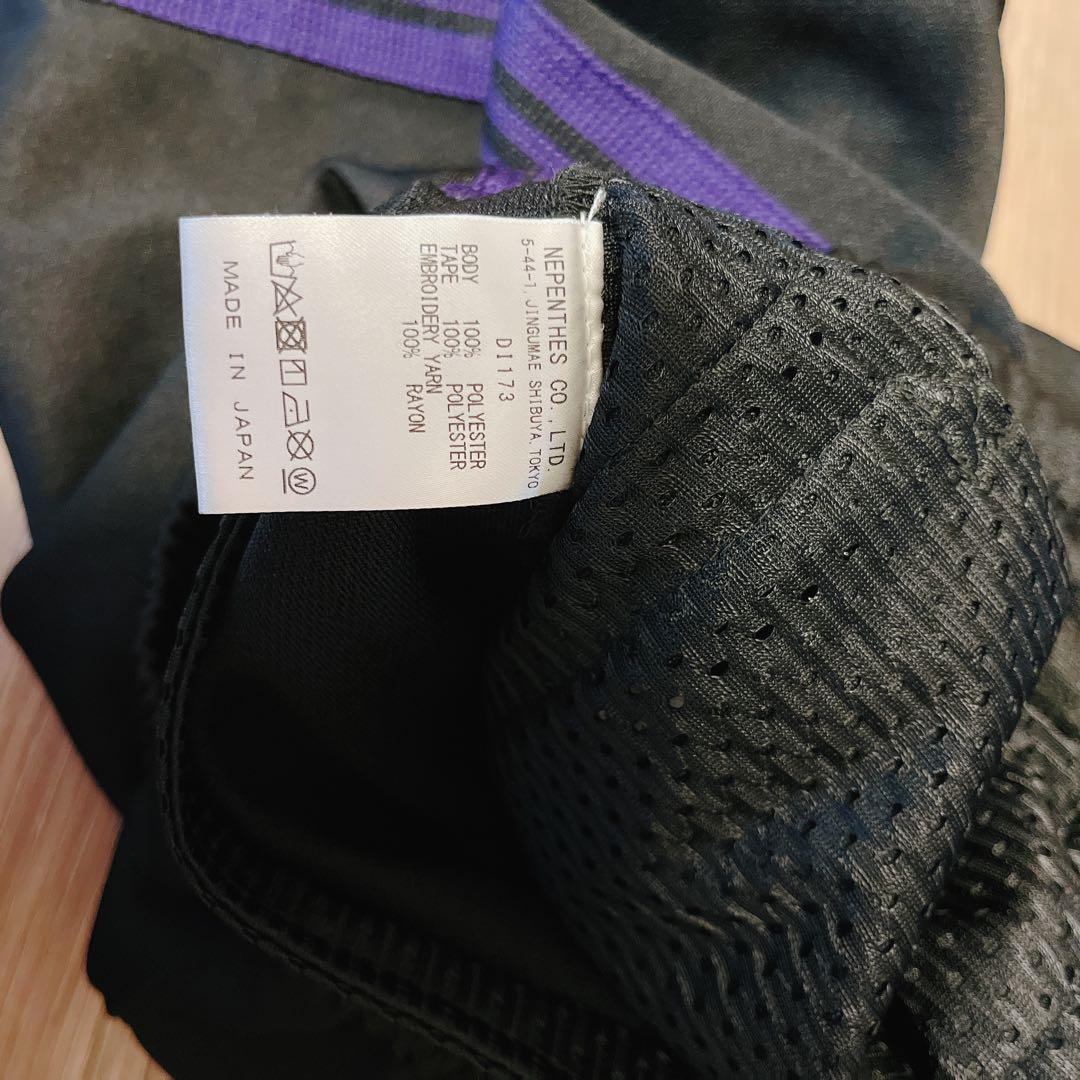 NEPENTHES CO.,LTD.
5-44-1, JINGUMAE SHIBUYA, TOKYO
DI173
BODY 100% POLYESTER
TAPE 100% POLYESTER
EMBROIDERY YARN
100% RAYON
W
MADE IN JAPAN